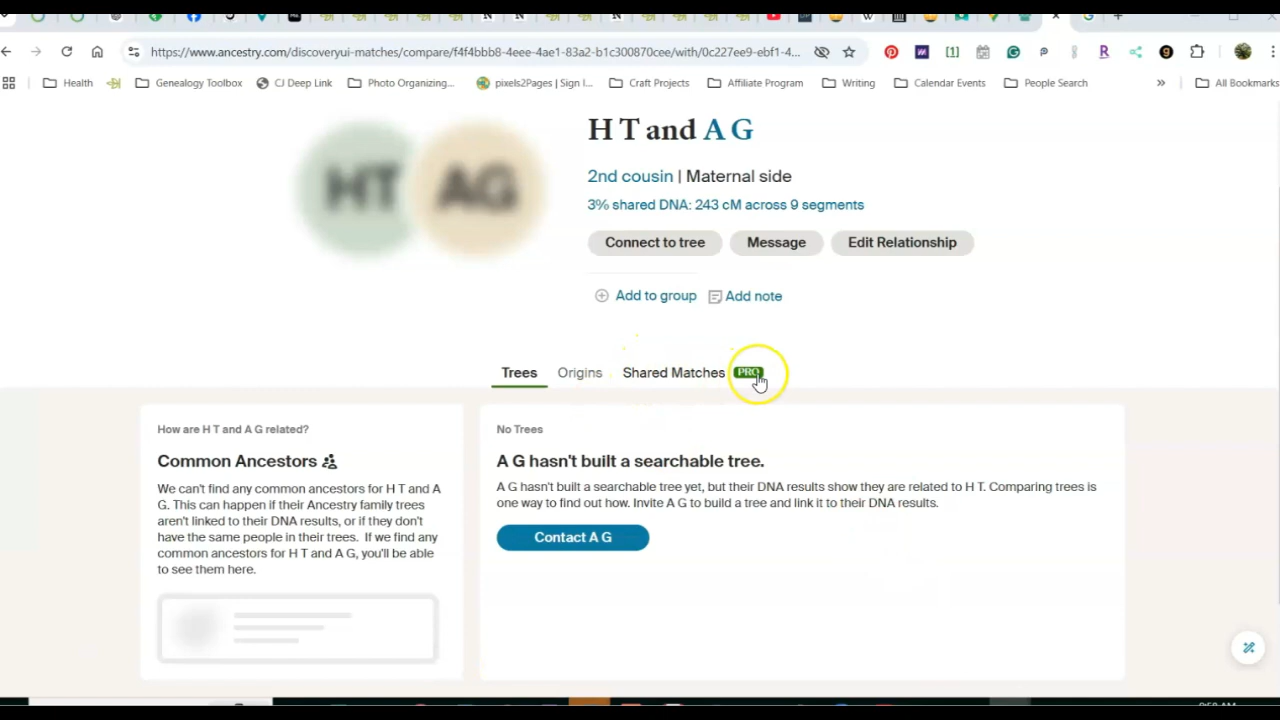 https://www.ancestry.com/discoveryui-matches/compare/f4f4bbb8-4eee-4ae1-83a2-b1c300870cee/with/0c227ee9-ebf1-4...
Health
Genealogy Toolbox
CJ Deep Link
Photo Organizing...
pixels2Pages | Sign I...
Craft Projects
Affiliate Program
Writing
Calendar Events
People Search
»
All Bookmarks
HT
AG
H T and A G
2nd cousin | Maternal side
3% shared DNA: 243 cM across 9 segments
Connect to tree
Message
Edit Relationship
Add to group
Add note
Trees
Origins
Shared Matches
PRO
How are H T and A G related?
Common Ancestors
We can't find any common ancestors for H T and A
G. This can happen if their Ancestry family trees
aren't linked to their DNA results, or if they don't
have the same people in their trees. If we find any
common ancestors for H T and A G, you'll be able
to see them here.
No Trees
A G hasn't built a searchable tree.
A G hasn't built a searchable tree yet, but their DNA results show they are related to H T. Comparing trees is
one way to find out how. Invite A G to build a tree and link it to their DNA results.
Contact A G